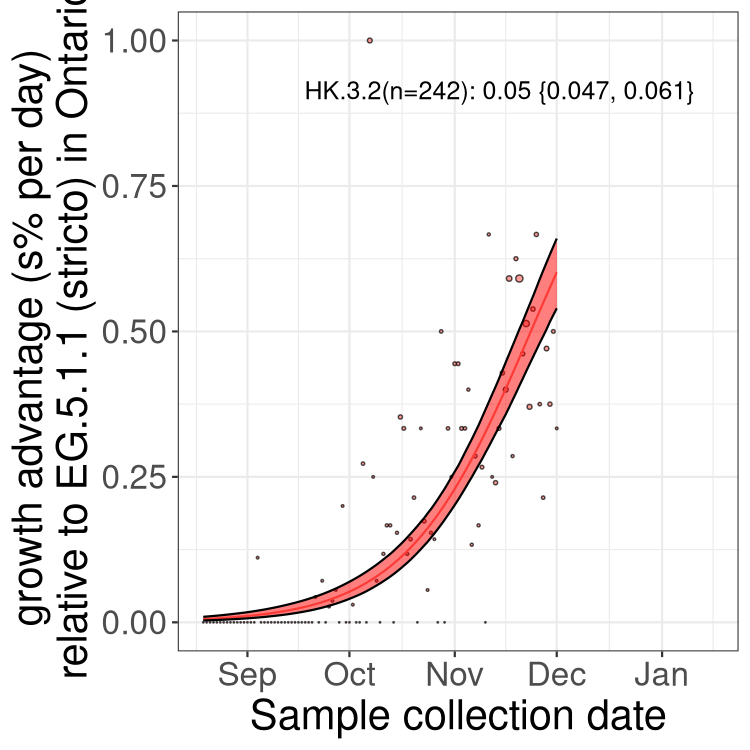 growth advantage (s% per day)
relative to EG.5.1.1 (stricto) in Ontario
1.00
0.75
0.50
0.25
0.00
HK.3.2(n=242): 0.05 {0.047, 0.061}
Sep Oct Nov Dec Jan
Sample collection date